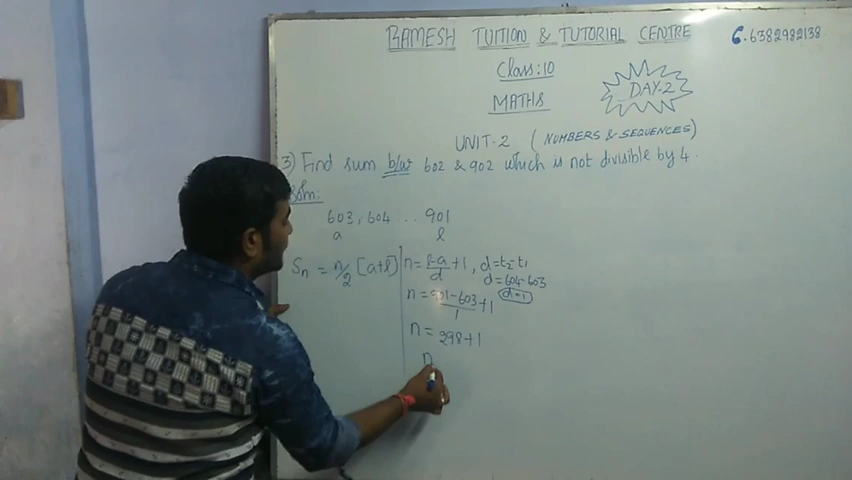 RAMESH TUITION & TUTORIAL CENTRE
6382982138
Class:10
DAY-2
MATHS
UNIT-2 (NUMBERS & SEQUENCES)
3) Find sum b/w 602 & 902 which is not divisible by 4.
Soln:
603, 604 ... 901
a l
Sn = n/2 [a+l]
n = l-a/d + 1, d = t2-t1
d = 604-603
d=1
n = 901-603/1 + 1
n = 298+1
n